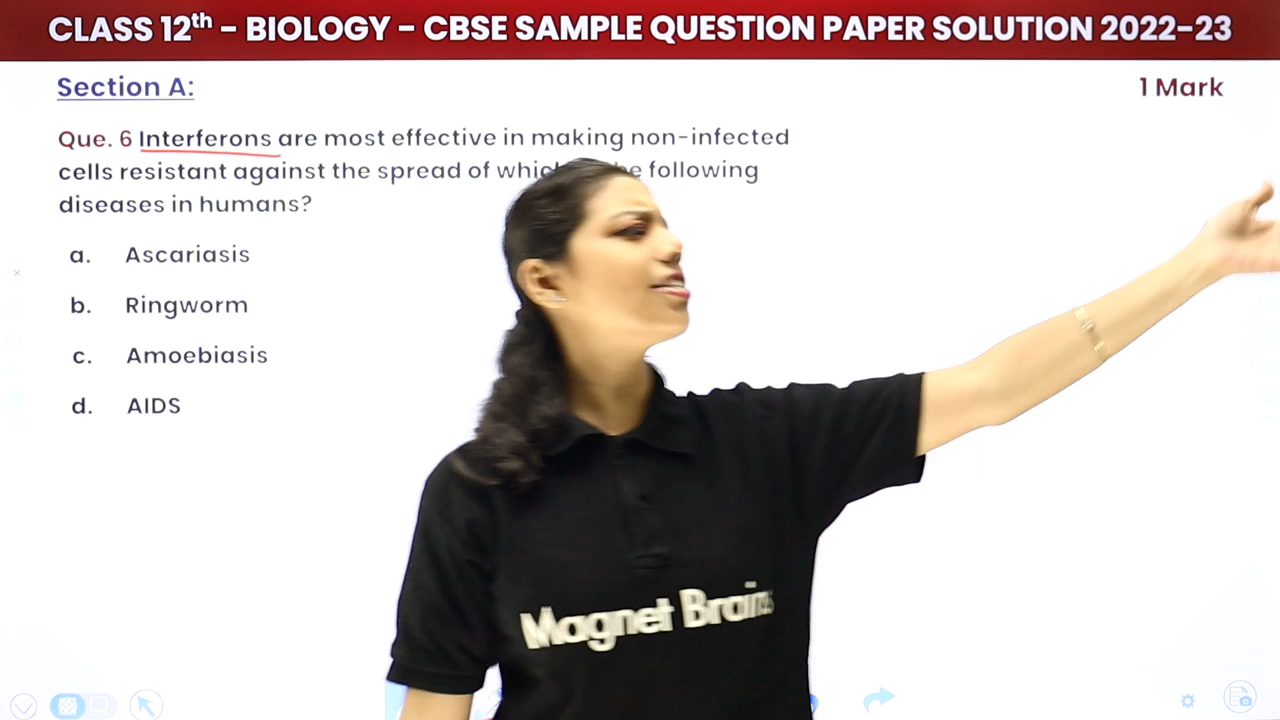 CLASS 12th – BIOLOGY – CBSE SAMPLE QUESTION PAPER SOLUTION 2022-23
Section A:
1 Mark
Que. 6 Interferons are most effective in making non-infected
cells resistant against the spread of following
diseases in humans?
a. Ascariasis
b. Ringworm
c. Amoebiasis
d. AIDS
Magnet Brains